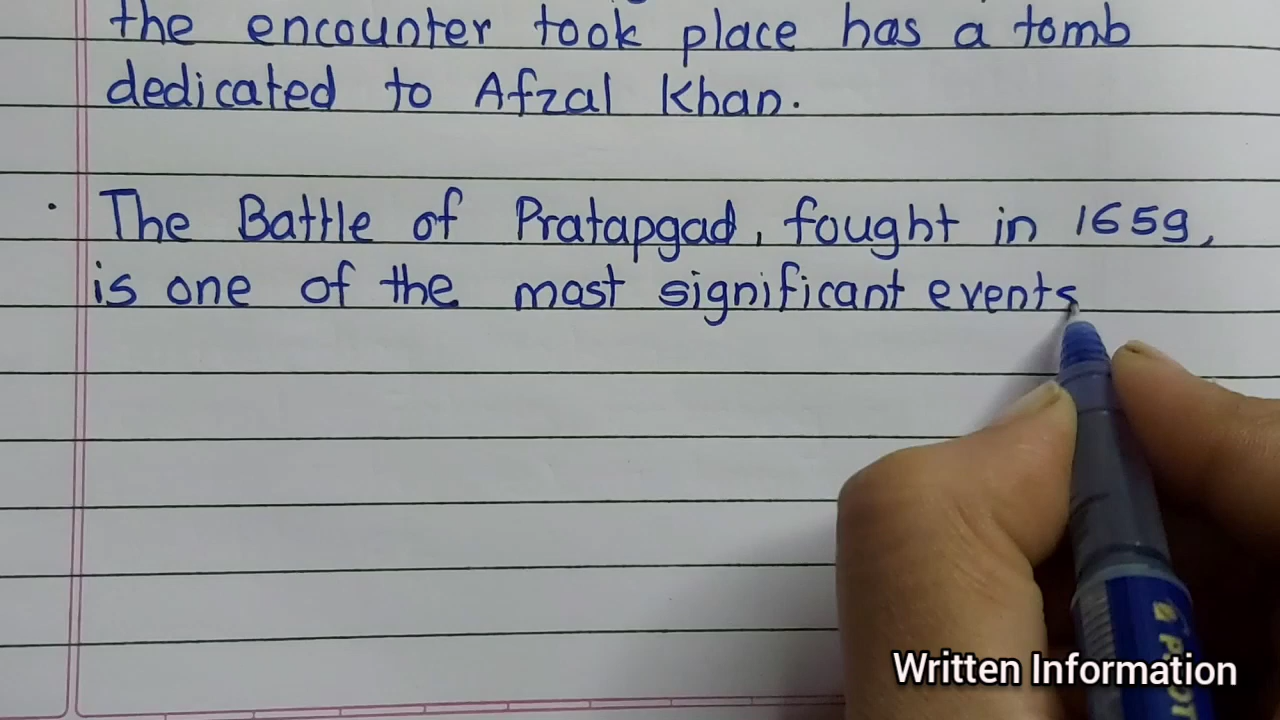 the encounter took place has a tomb
dedicated to Afzal Khan.
• The Battle of Pratapgad, fought in 1659,
is one of the most significant events
Written Information